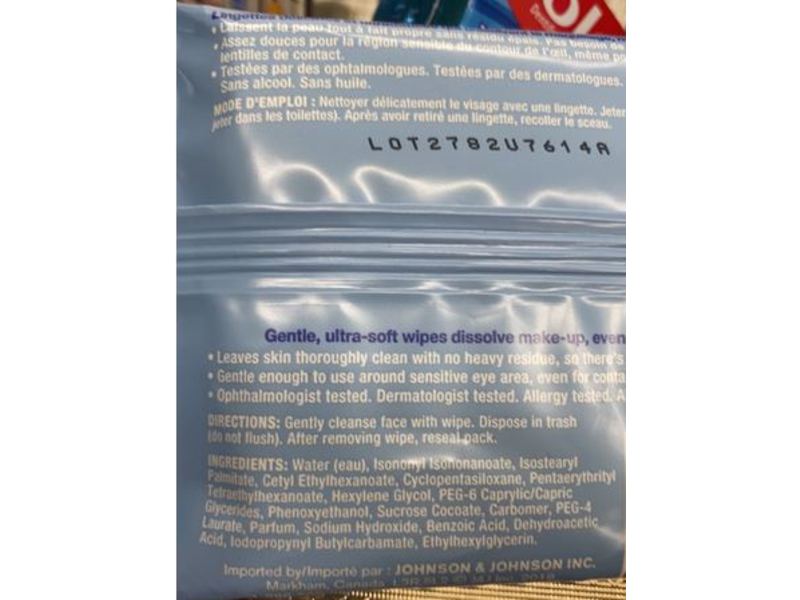 Lingettes
• Laissent la peau tout à fait propre sans résidu épais. Pas besoin de
• Assez douces pour la région sensible du contour de l'œil, même po
lentilles de contact.
• Testées par des ophtalmologues. Testées par des dermatologues.
Sans alcool. Sans huile.
MODE D'EMPLOI : Nettoyer délicatement le visage avec une lingette. Jeter
jeter dans les toilettes). Après avoir retiré une lingette, recoller le sceau.
LOT2782U7614A
Gentle, ultra-soft wipes dissolve make-up, even
• Leaves skin thoroughly clean with no heavy residue, so there's
• Gentle enough to use around sensitive eye area, even for conta
• Ophthalmologist tested. Dermatologist tested. Allergy tested. A
DIRECTIONS: Gently cleanse face with wipe. Dispose in trash
(do not flush). After removing wipe, reseal pack.
INGREDIENTS: Water (eau), Isononyl Isononanoate, Isostearyl
Palmitate, Cetyl Ethylhexanoate, Cyclopentasiloxane, Pentaerythrityl
Tetraethylhexanoate, Hexylene Glycol, PEG-6 Caprylic/Capric
Glycerides, Phenoxyethanol, Sucrose Cocoate, Carbomer, PEG-4
Laurate, Parfum, Sodium Hydroxide, Benzoic Acid, Dehydroacetic
Acid, Iodopropynyl Butylcarbamate, Ethylhexylglycerin.
Imported by/Importé par : JOHNSON & JOHNSON INC.
Markham, Canada